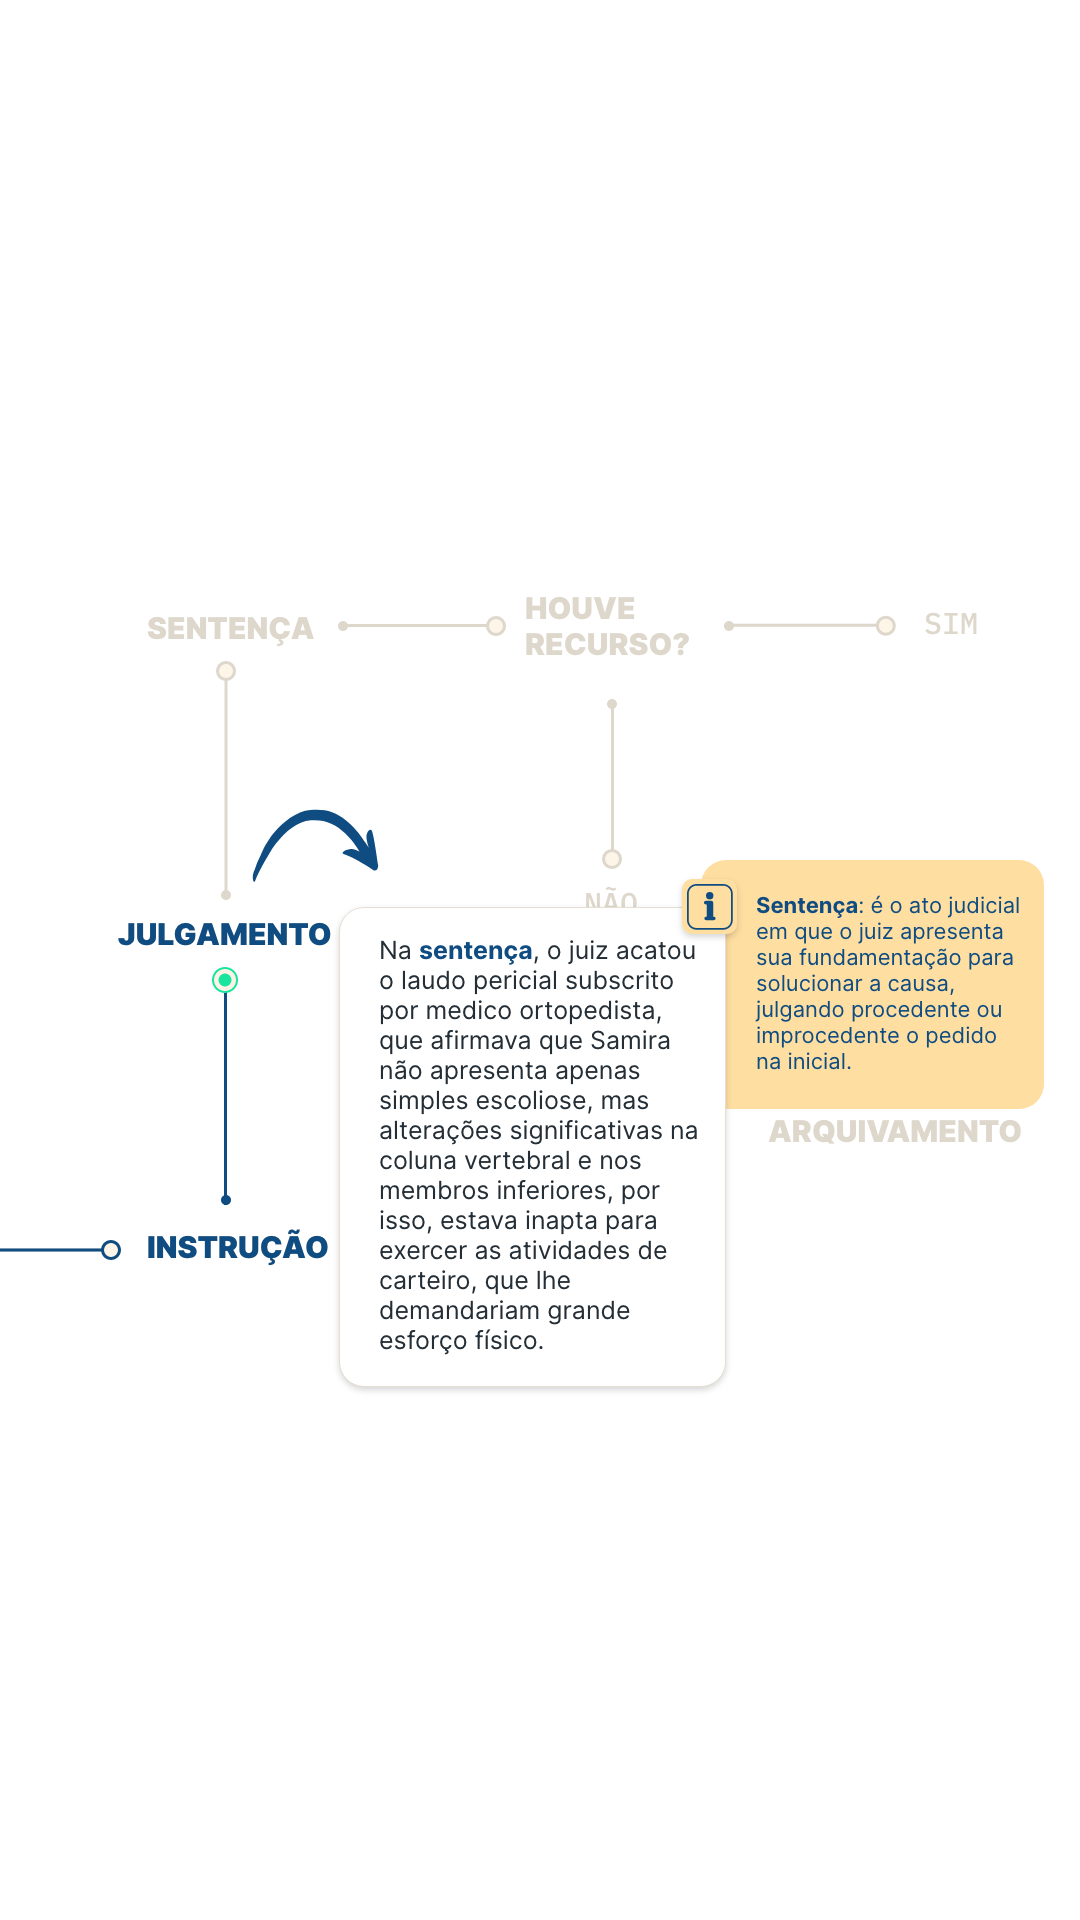 SENTENÇA
HOUVE
RECURSO?
SIM
NÃO
JULGAMENTO
Na sentença, o juiz acatou
o laudo pericial subscrito
por medico ortopedista,
que afirmava que Samira
não apresenta apenas
simples escoliose, mas
alterações significativas na
coluna vertebral e nos
membros inferiores, por
isso, estava inapta para
exercer as atividades de
carteiro, que lhe
demandariam grande
esforço físico.
Sentença: é o ato judicial
em que o juiz apresenta
sua fundamentação para
solucionar a causa,
julgando procedente ou
improcedente o pedido
na inicial.
ARQUIVAMENTO
INSTRUÇÃO